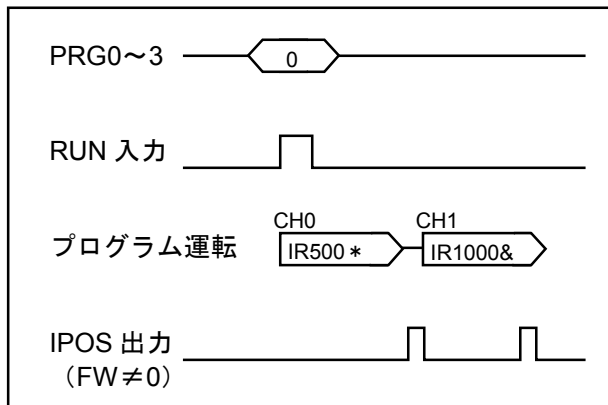 PRG0～3
0
RUN 入力
CH0 CH1
プログラム運転 IR500＊ IR1000&
IPOS 出力
（FW≠0）